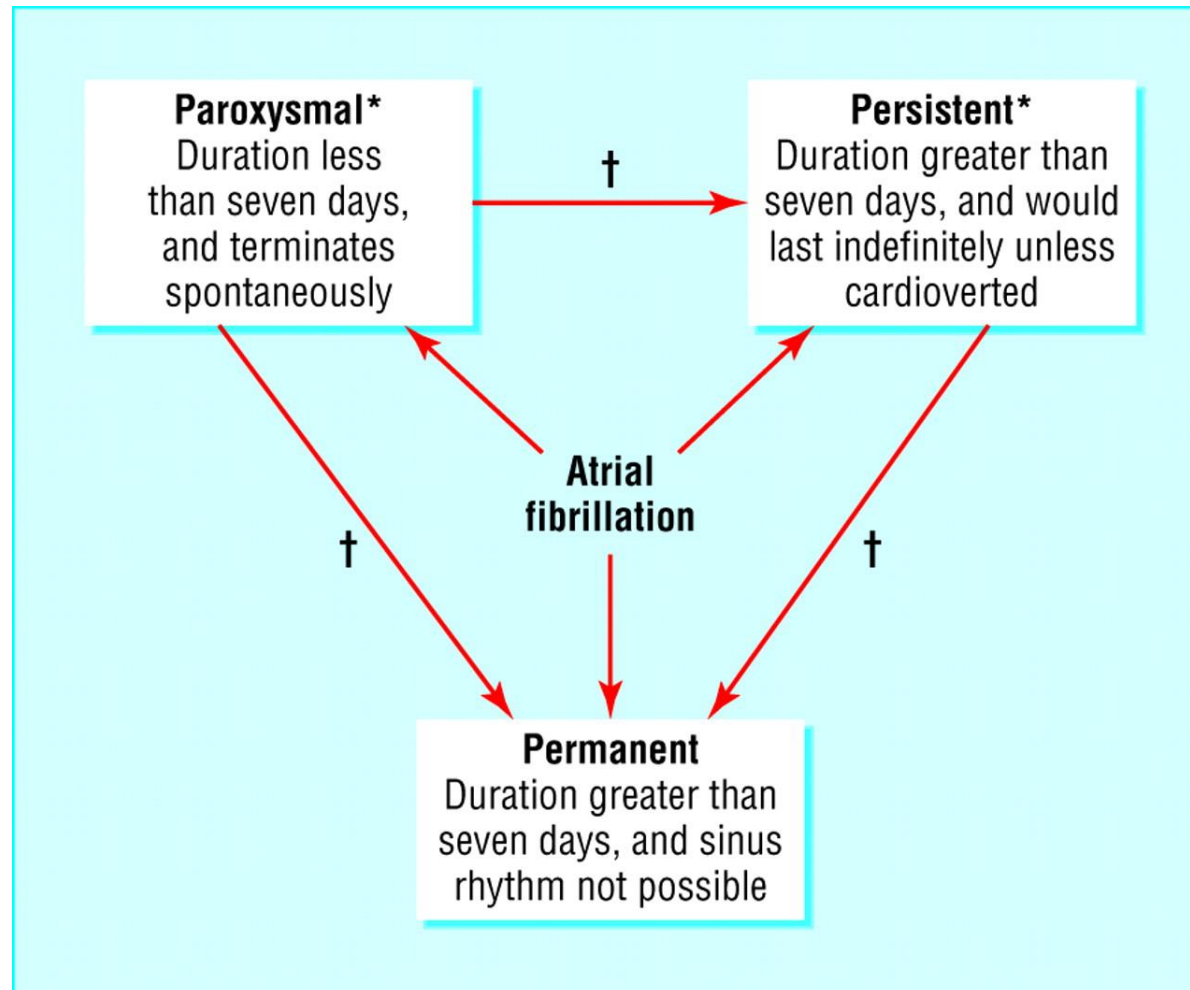 Paroxysmal*
Duration less
than seven days,
and terminates
spontaneously
†
Persistent*
Duration greater than
seven days, and would
last indefinitely unless
cardioverted
Atrial
fibrillation
†
†
Permanent
Duration greater than
seven days, and sinus
rhythm not possible